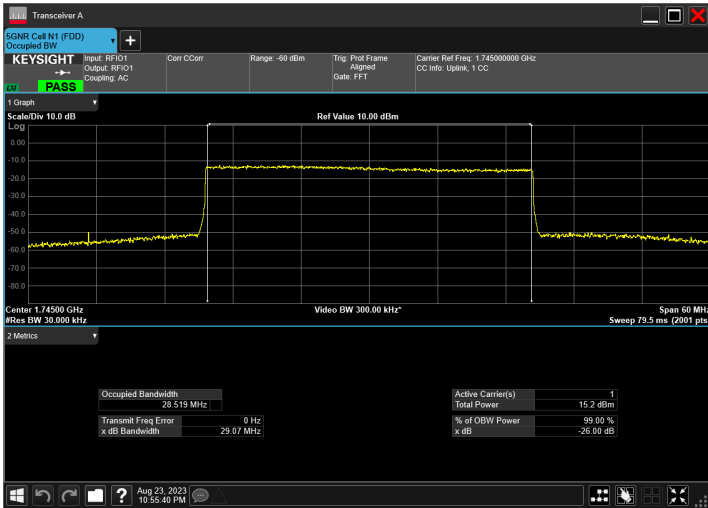 Transceiver A
5GNR Cell N1 (FDD)
Occupied BW
KEYSIGHT
LXI
PASS
Input: RFIO1
Output: RFIO1
Coupling: AC
Corr CCorr
Range: -60 dBm
Trig: Prot Frame
Aligned
Gate: FFT
Carrier Ref Freq: 1.745000000 GHz
CC Info: Uplink, 1 CC
1 Graph
Scale/Div 10.0 dB
Ref Value 10.00 dBm
Log
0.00
-10.0
-20.0
-30.0
-40.0
-50.0
-60.0
-70.0
-80.0
Center 1.74500 GHz
Video BW 300.00 kHz*
Span 60 MHz
#Res BW 30.000 kHz
Sweep 79.5 ms (2001 pts
2 Metrics
Occupied Bandwidth
28.519 MHz
Active Carrier(s) 1
Total Power 15.2 dBm
Transmit Freq Error 0 Hz
x dB Bandwidth 29.07 MHz
% of OBW Power 99.00 %
x dB -26.00 dB
?
Aug 23, 2023
10:55:40 PM